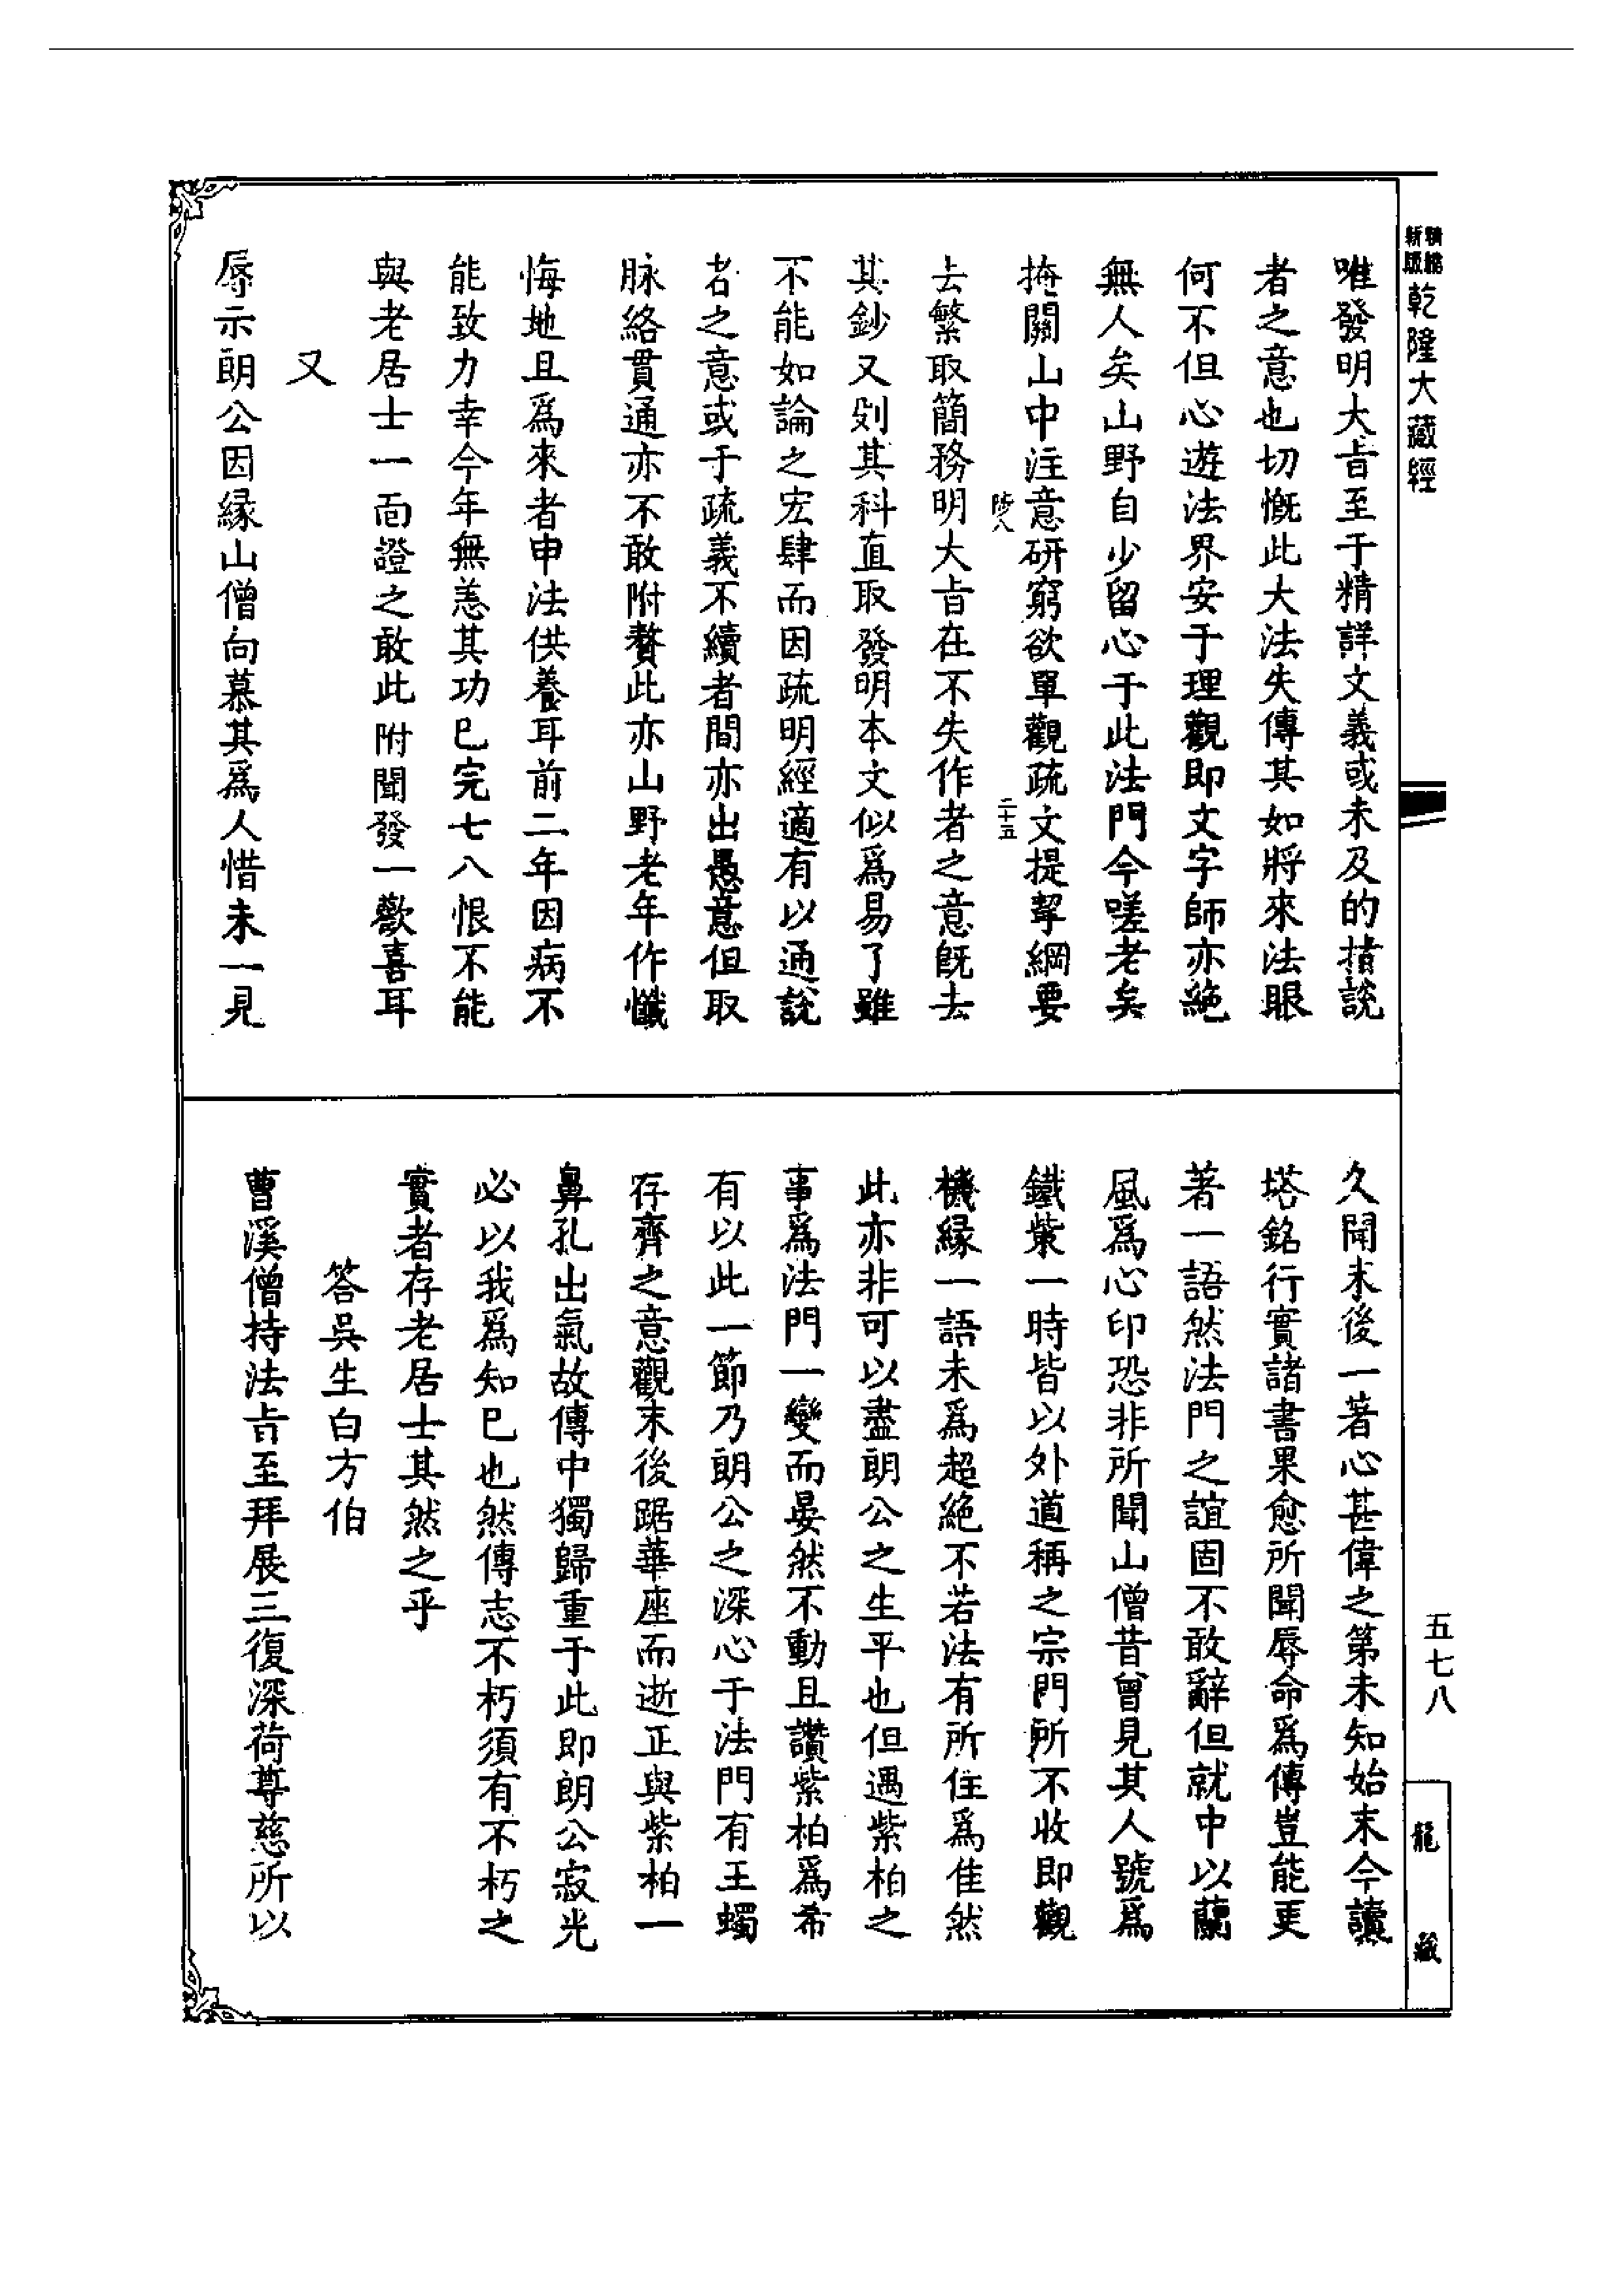 精縮新版乾隆大藏經
唯發明大㫖至于精詳文義或未及的指說
者之意也切慨此大法失傳其如將來法眼
何不但心遊法界安于理觀即文字師亦絕
無人矣山野自少留心于此法門今嗟老矣
掩關山中注意研窮欲單觀疏文提挈綱要
二十五
去繁取簡務明大㫖在不失作者之意既去
其鈔又剡其科直取發明本文似爲易了雖
不能如論之宏肆而因疏明經適有以通說
者之意或于疏義不續者間亦出愚意但取
脉絡貫通亦不敢附贅此亦山野老年作懺
悔地且爲來者申法供養耳前二年因病不
能致力幸今年無恙其功已完七八恨不能
與老居士一面證之敢此附聞發一歡喜耳
又
辱示朗公因緣山僧向慕其爲人惜未一見
久聞末後一著心甚偉之第未知始末今讀
塔銘行實諸書果愈所聞辱命爲傳豈能更
著一語然法門之誼固不敢辭但就中以蘭
風爲心印恐非所聞山僧昔曾見其人號爲
鐵紫一時皆以外道稱之宗門所不收即觀
機緣一語未爲超絕不若法有所住爲隹然
此亦非可以盡朗公之生平也但遇紫柏之
事爲法門一變而晏然不動且讚紫柏爲希
有以此一節乃朗公之深心于法門有王蠋
存齊之意觀末後踞華座而逝正與紫柏一
鼻孔出氣故傳中獨歸重于此即朗公寂光
必以我爲知巳也然傳志不朽須有不朽之
實者存老居士其然之乎
答吳生白方伯
曹溪僧持法㫖至拜展三復深荷尊慈所以
五七八
龍藏